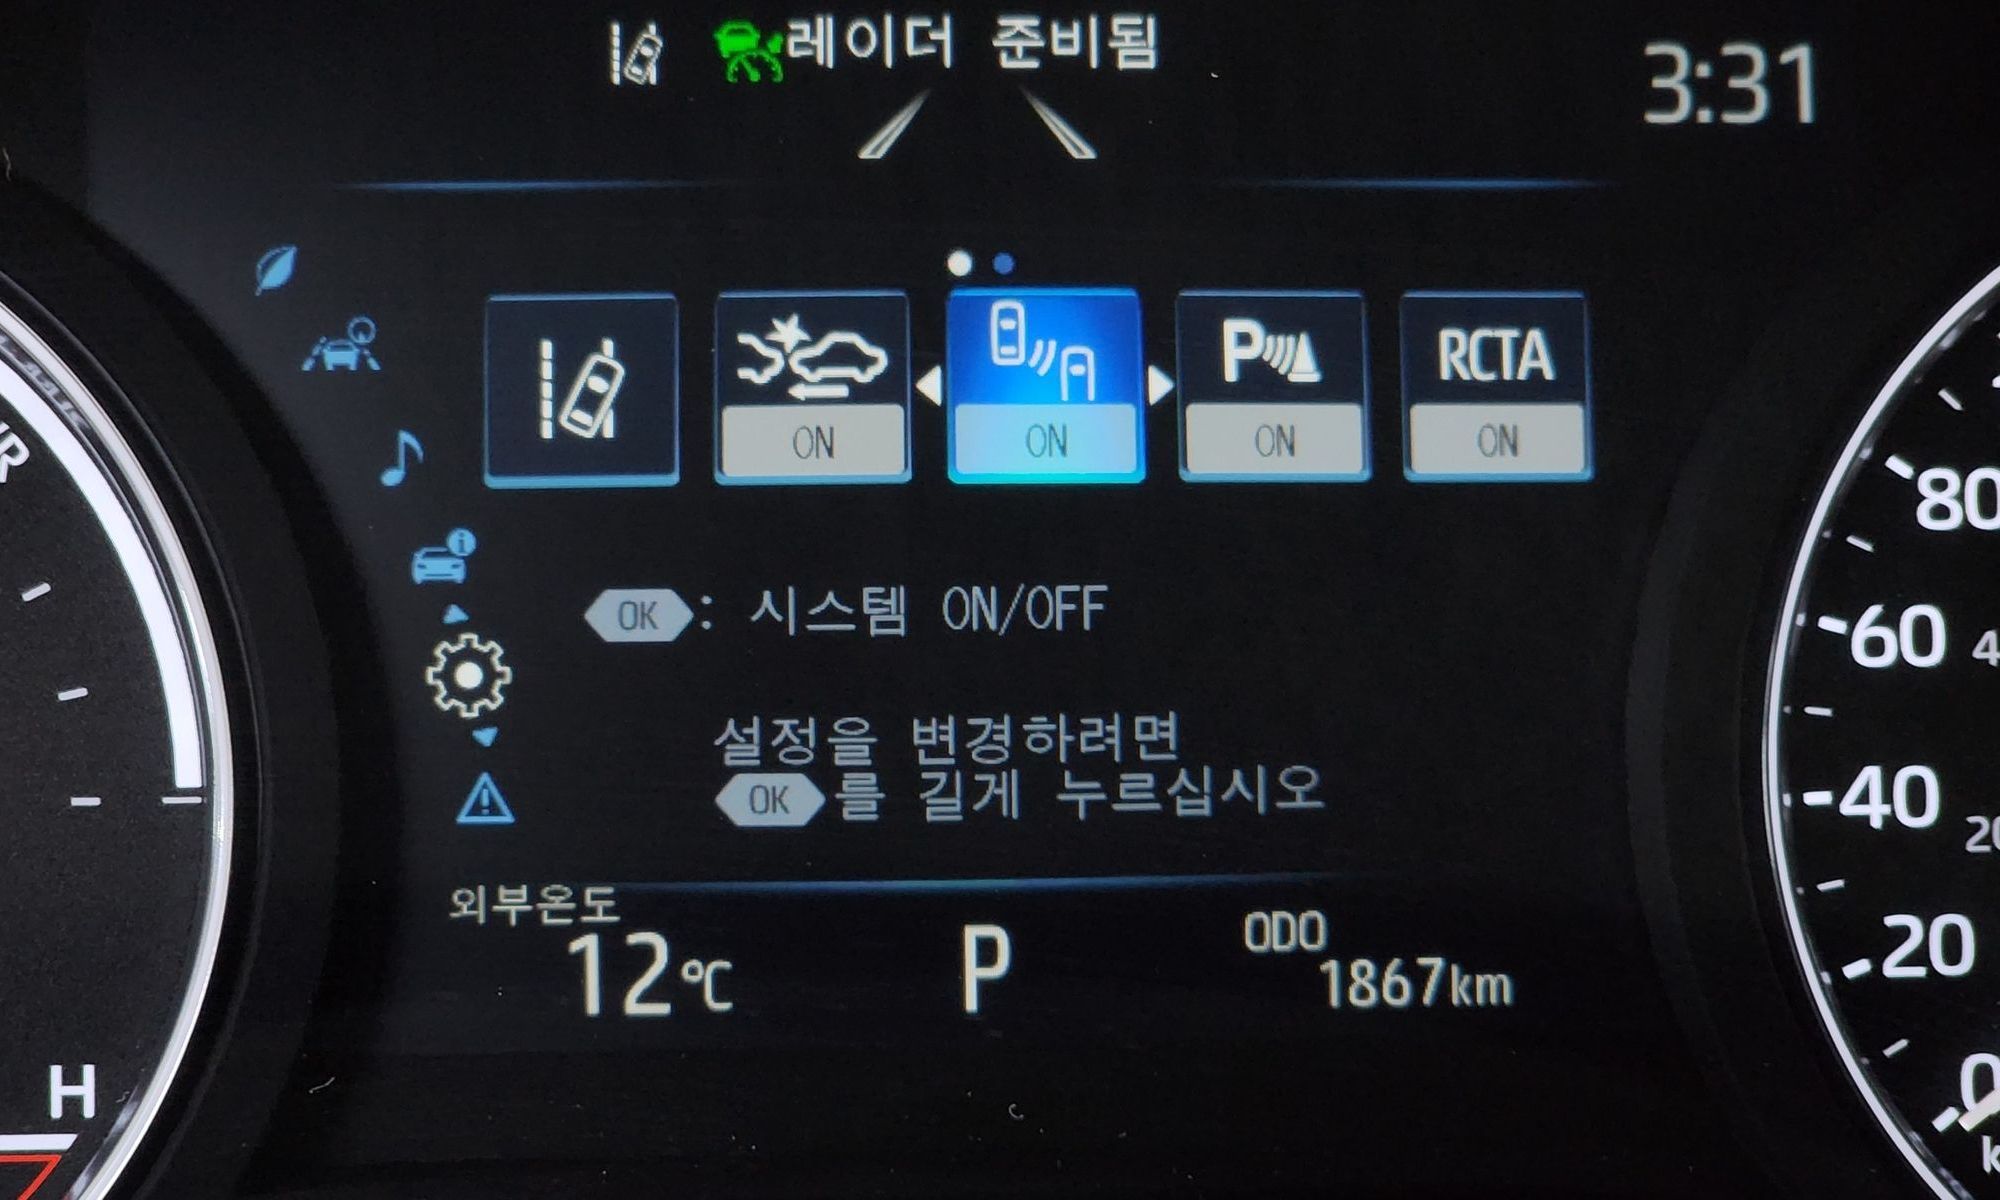 레이더 준비됨
3:31
P RCTA
ON ON ON ON
OK : 시스템 ON/OFF
설정을 변경하려면
OK 를 길게 누르십시오
외부온도
12℃
P
ODO
1867km
H
80
60
40
20
0